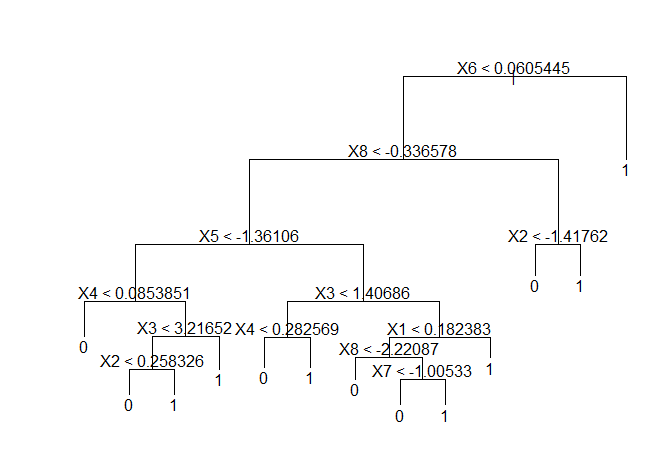 X6 < 0.0605445
X8 < -0.336578
1
X5 < -1.36106
X2 < -1.41762
X4 < 0.0853851
X3 < 1.40686
0
1
X3 < 3.21652
X4 < 0.282569
X1 < 0.182383
0
X8 < -2.22087
X2 < 0.258326
1
0
1
X7 < -1.00533
1
0
0
1
0
1